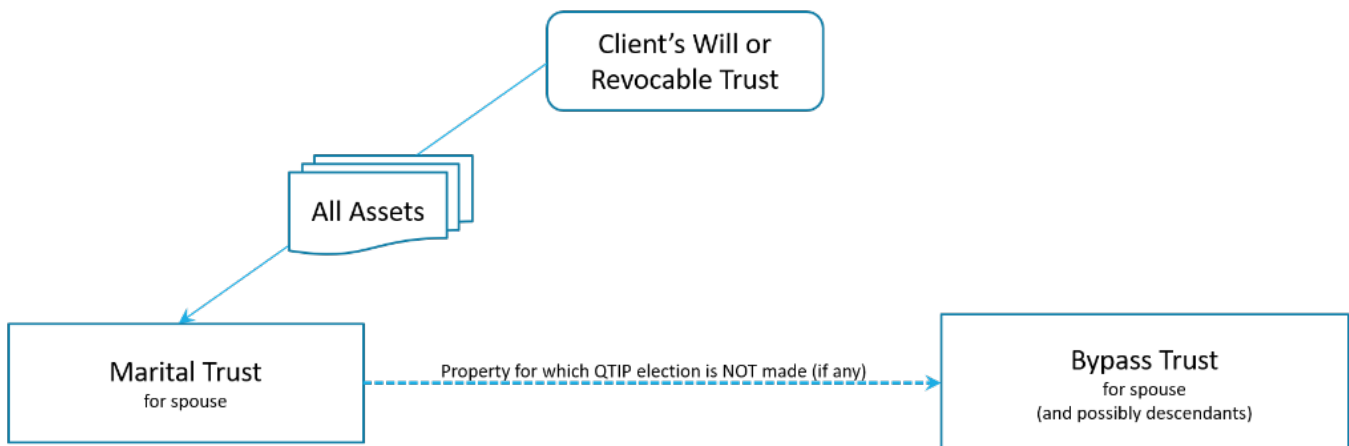 Client’s Will or
Revocable Trust
All Assets
Marital Trust
for spouse
Property for which QTIP election is NOT made (if any)
Bypass Trust
for spouse
(and possibly descendants)